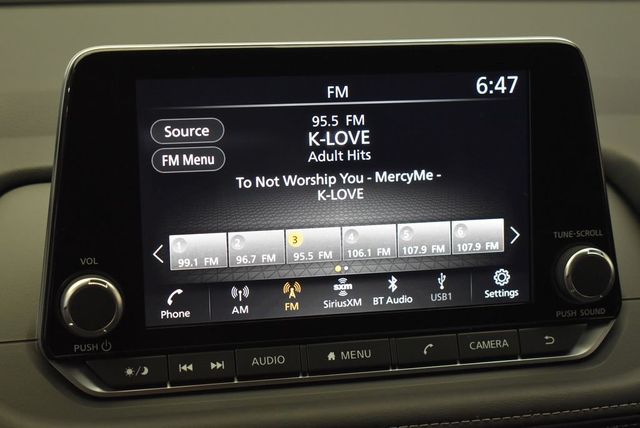 FM 6:47
95.5 FM
Source
K-LOVE
Adult Hits
FM Menu
To Not Worship You - MercyMe -
K-LOVE
1 2 3 4 5 6
99.1 FM 96.7 FM 95.5 FM 106.1 FM 107.9 FM 107.9 FM
Phone AM FM SiriusXM BT Audio USB1 Settings
sxm
VOL
PUSH
TUNE-SCROLL
PUSH SOUND
AUDIO MENU CAMERA